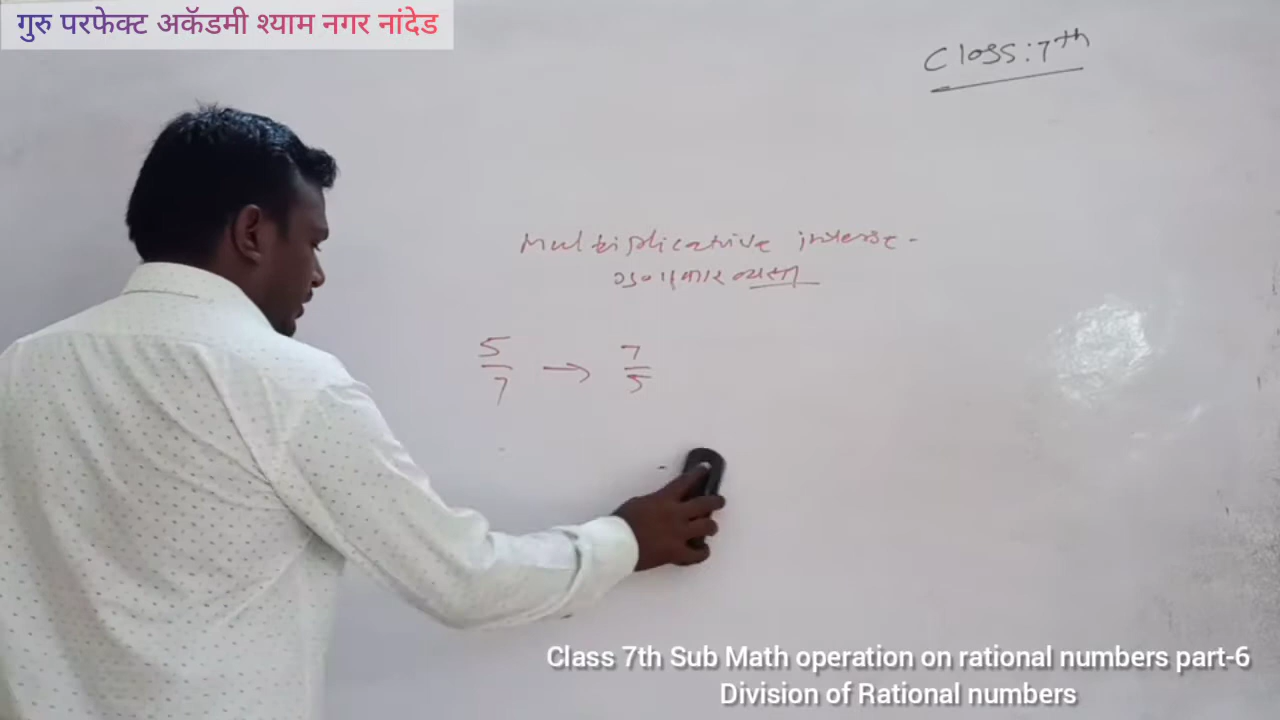 गुरु परफेक्ट अकॅडमी श्याम नगर नांदेड
Class:7th
Multiplicative inverse -
गुणाकार व्यस्त
5/7 → 7/5
Class 7th Sub Math operation on rational numbers part-6
Division of Rational numbers